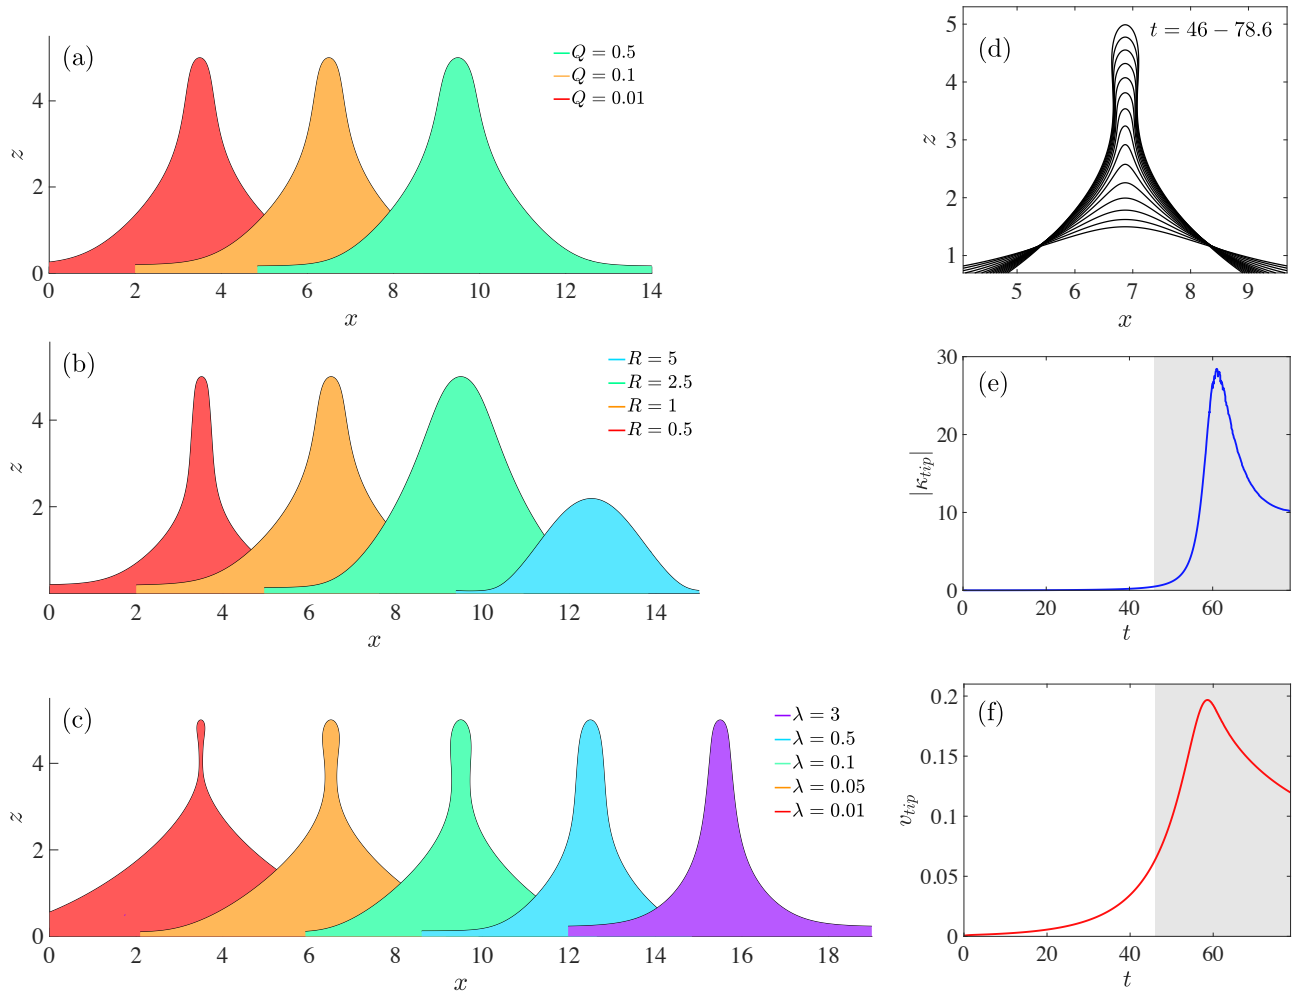 (a)
Q = 0.5
Q = 0.1
Q = 0.01
z
4
2
0
0 2 4 6 8 10 12 14
x
(b)
R = 5
R = 2.5
R = 1
R = 0.5
z
4
2
0 2 4 6 8 10 12 14
x
(c)
λ = 3
λ = 0.5
λ = 0.1
λ = 0.05
λ = 0.01
z
4
2
0
0 2 4 6 8 10 12 14 16 18
x
(d)
t = 46 − 78.6
z
5
4
3
2
1
5 6 7 8 9
x
(e)
|κ_tip|
30
20
10
0
0 20 40 60
t
(f)
v_tip
0.2
0.15
0.1
0.05
0
0 20 40 60
t